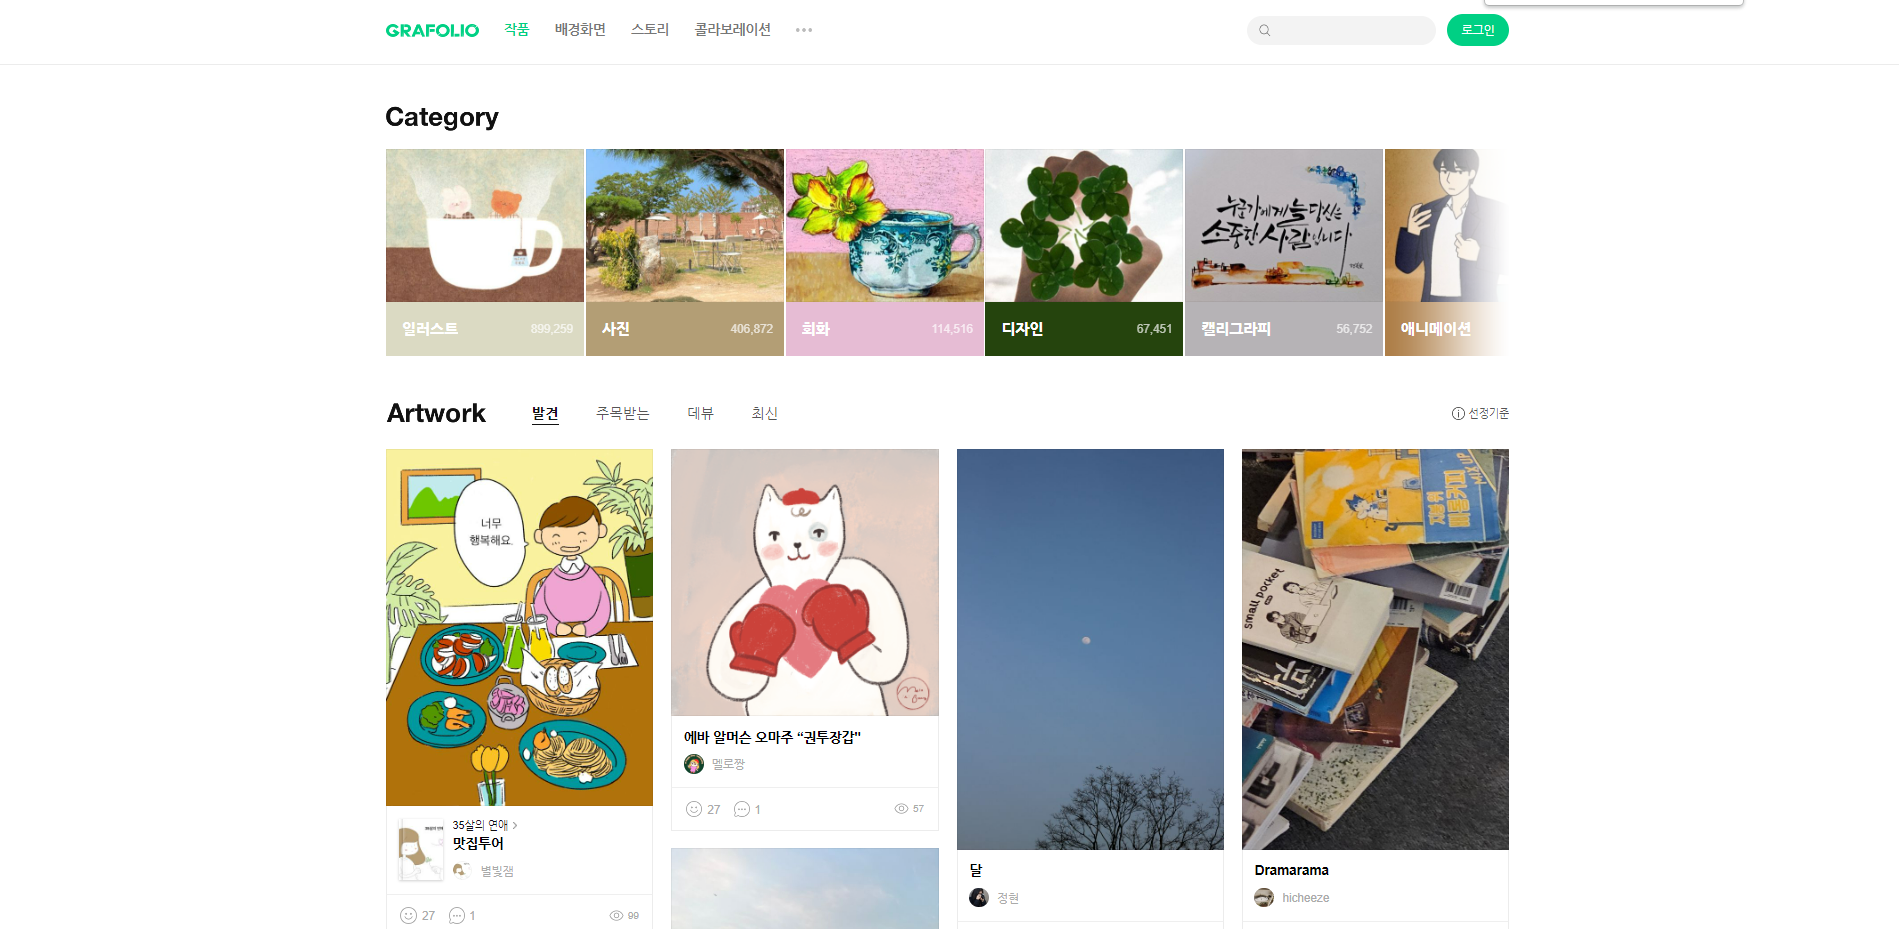 GRAFOLIO 작품 배경화면 스토리 콜라보레이션
로그인
Category
누군가에게 늘 당신은
소중한 사람입니다
일러스트 899,259
사진 406,872
회화 114,516
디자인 67,451
캘리그라피 56,752
애니메이션
Artwork 발견 주목받는 데뷰 최신
선정기준
너무
행복해요.
35살의 연애 >
맛집투어
별빛잼
27 1 99
에바 알머슨 오마주 “권투장갑"
멜로짱
27 1 57
달
정현
MIXUP
small pocket
Dramarama
hicheeze